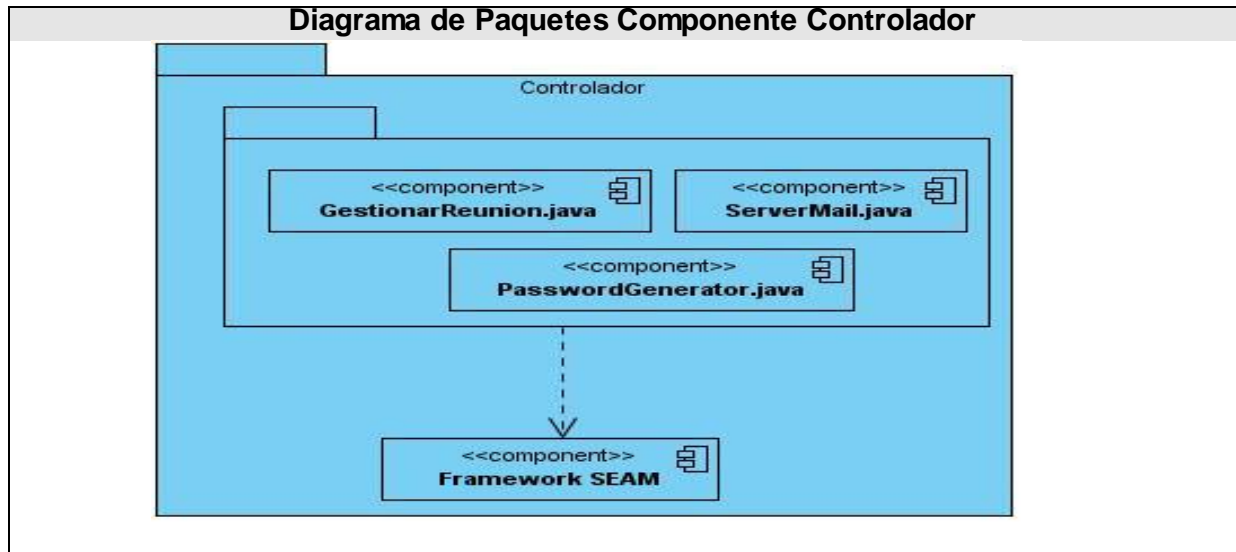 Diagrama de Paquetes Componente Controlador
Controlador
<<component>>
GestionarReunion.java
<<component>>
ServerMail.java
<<component>>
PasswordGenerator.java
<<component>>
Framework SEAM